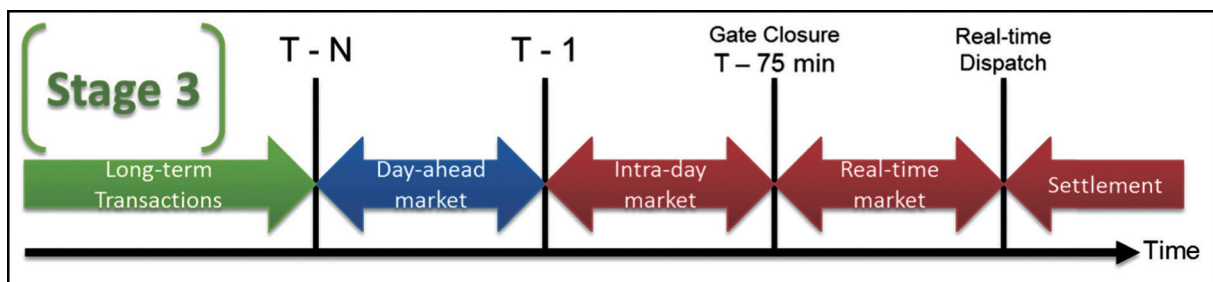 Stage 3
T - N
T - 1
Gate Closure
T – 75 min
Real-time
Dispatch
Long-term
Transactions
Day-ahead
market
Intra-day
market
Real-time
market
Settlement
Time